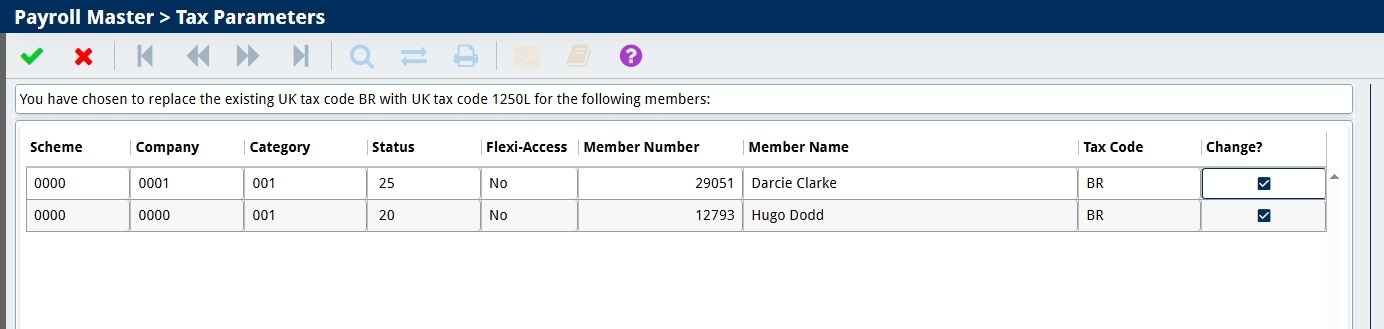 Payroll Master > Tax Parameters
?
You have chosen to replace the existing UK tax code BR with UK tax code 1250L for the following members:
Scheme Company Category Status Flexi-Access Member Number Member Name Tax Code Change?
0000 0001 001 25 No 29051 Darcie Clarke BR
0000 0000 001 20 No 12793 Hugo Dodd BR